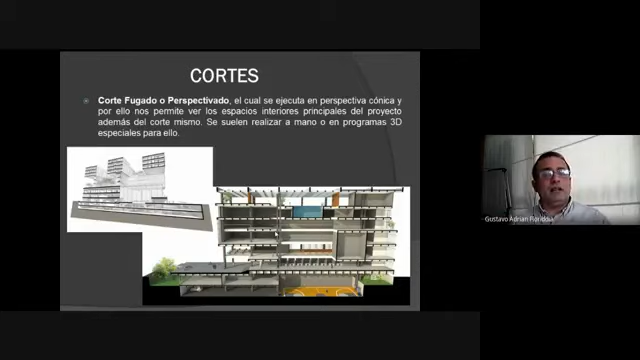 CORTES
Corte Fugado o Perspectivado, el cual se ejecuta en perspectiva cónica y
por ello nos permite ver los espacios interiores principales del proyecto
además del corte mismo. Se suelen realizar a mano o en programas 3D
especiales para ello.
Gustavo Adrian